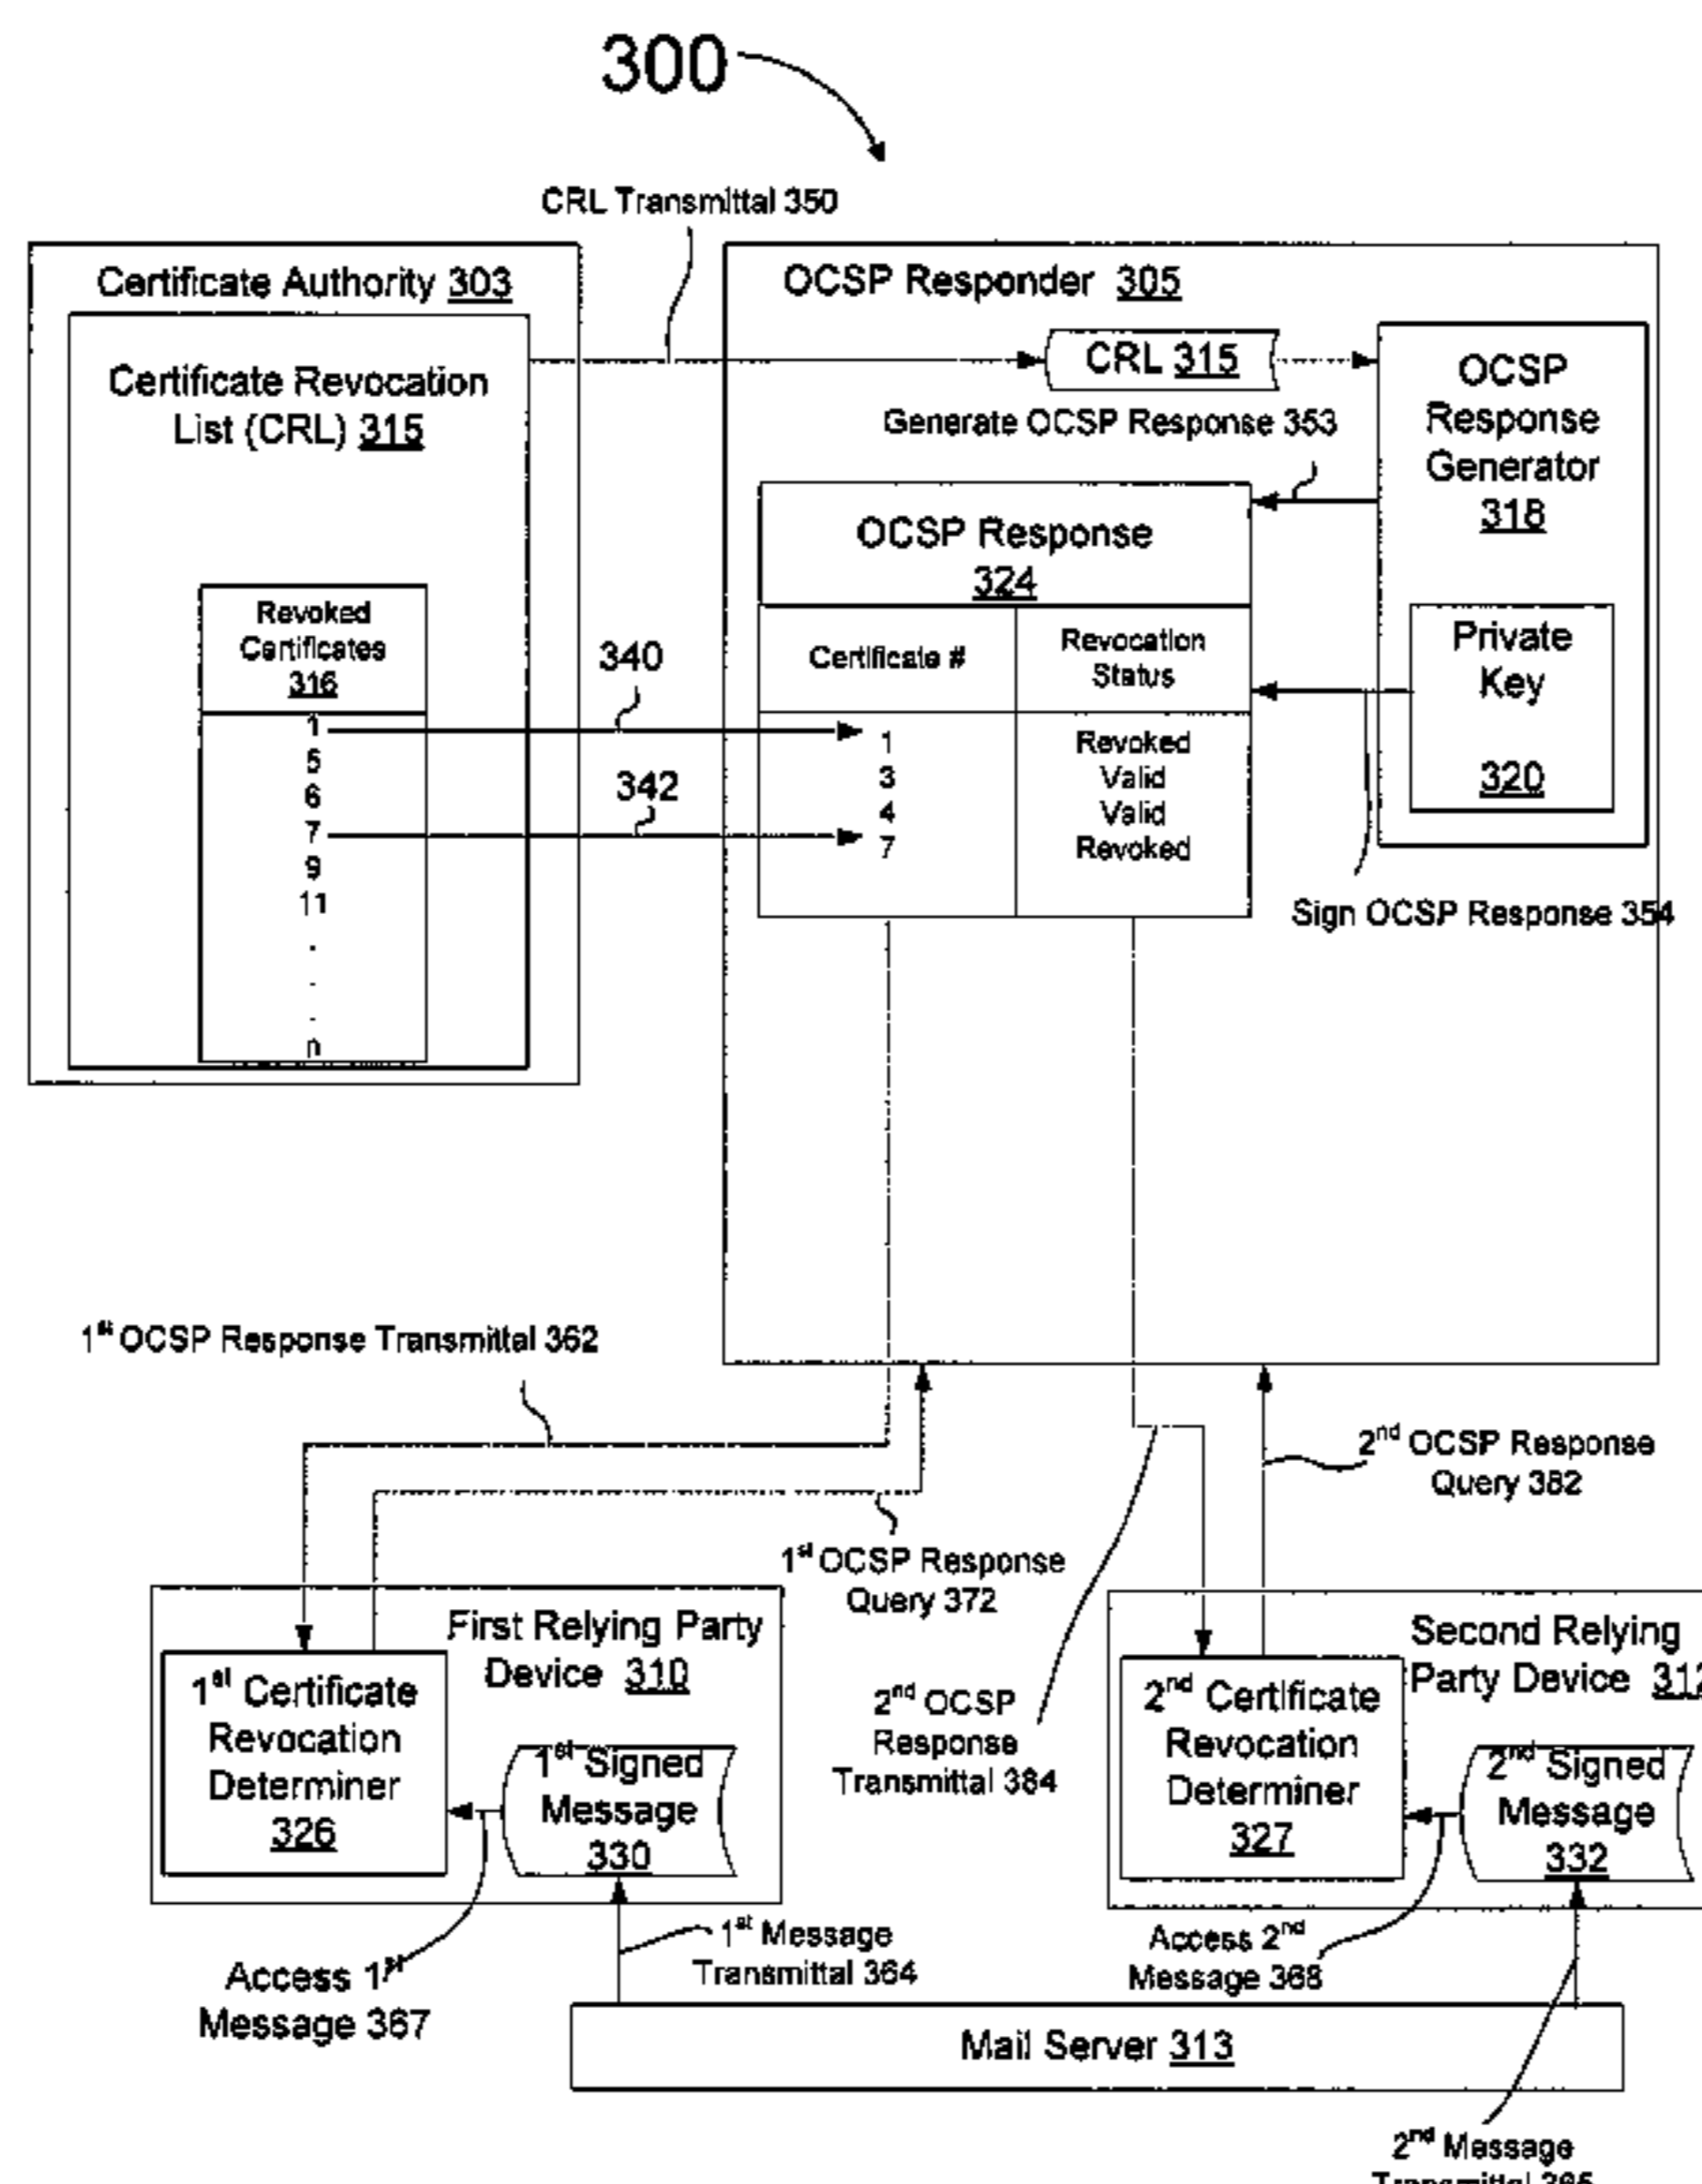 300
CRL Transmittal 350
Certificate Authority 303
Certificate Revocation
List (CRL) 315
Revoked
Certificates
316
1
5
6
7
9
11
.
.
.
n
340
342
OCSP Responder 305
CRL 315
Generate OCSP Response 353
OCSP
Response
Generator
318
Private
Key
320
OCSP Response
324
Certificate #
Revocation
Status
1 Revoked
3 Valid
4 Valid
7 Revoked
Sign OCSP Response 354
1st OCSP Response Transmittal 362
2nd OCSP Response
Query 382
1st OCSP Response
Query 372
First Relying Party
Device 310
1st Certificate
Revocation
Determiner
326
1st Signed
Message
330
2nd OCSP
Response
Transmittal 384
Second Relying
Party Device 312
2nd Certificate
Revocation
Determiner
327
2nd Signed
Message
332
Access 1st
Message 367
1st Message
Transmittal 364
Access 2nd
Message 368
Mail Server 313
2nd Message
Transmittal